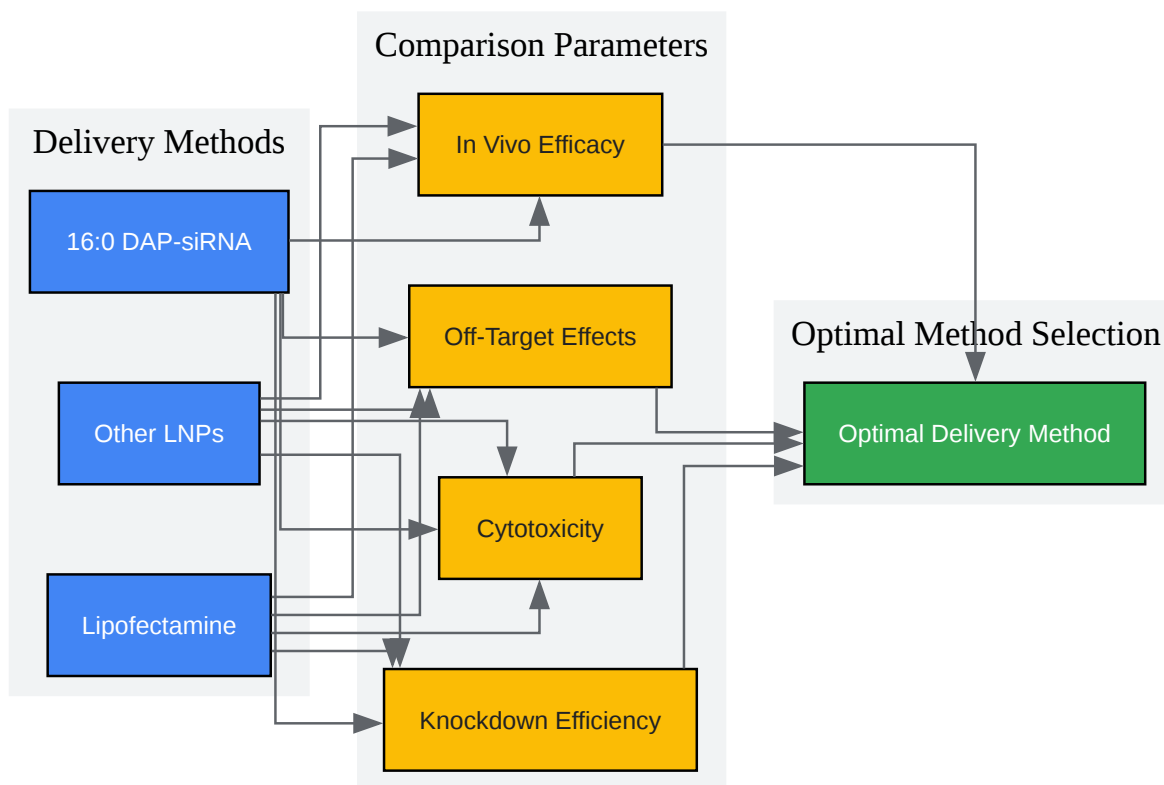 Delivery Methods
16:0 DAP-siRNA
Other LNPs
Lipofectamine
Comparison Parameters
In Vivo Efficacy
Off-Target Effects
Cytotoxicity
Knockdown Efficiency
Optimal Method Selection
Optimal Delivery Method